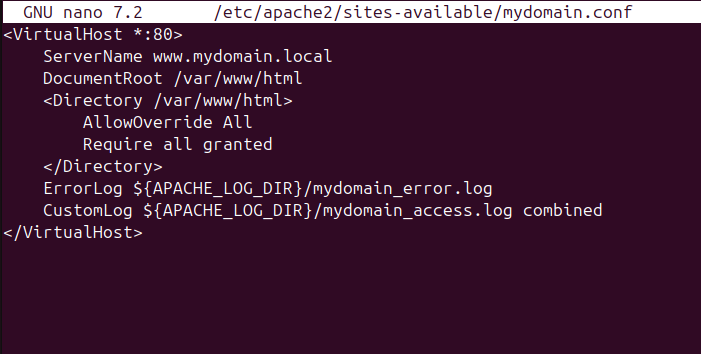 GNU nano 7.2 /etc/apache2/sites-available/mydomain.conf
<VirtualHost *:80>
    ServerName www.mydomain.local
    DocumentRoot /var/www/html
    <Directory /var/www/html>
        AllowOverride All
        Require all granted
    </Directory>
    ErrorLog ${APACHE_LOG_DIR}/mydomain_error.log
    CustomLog ${APACHE_LOG_DIR}/mydomain_access.log combined
</VirtualHost>